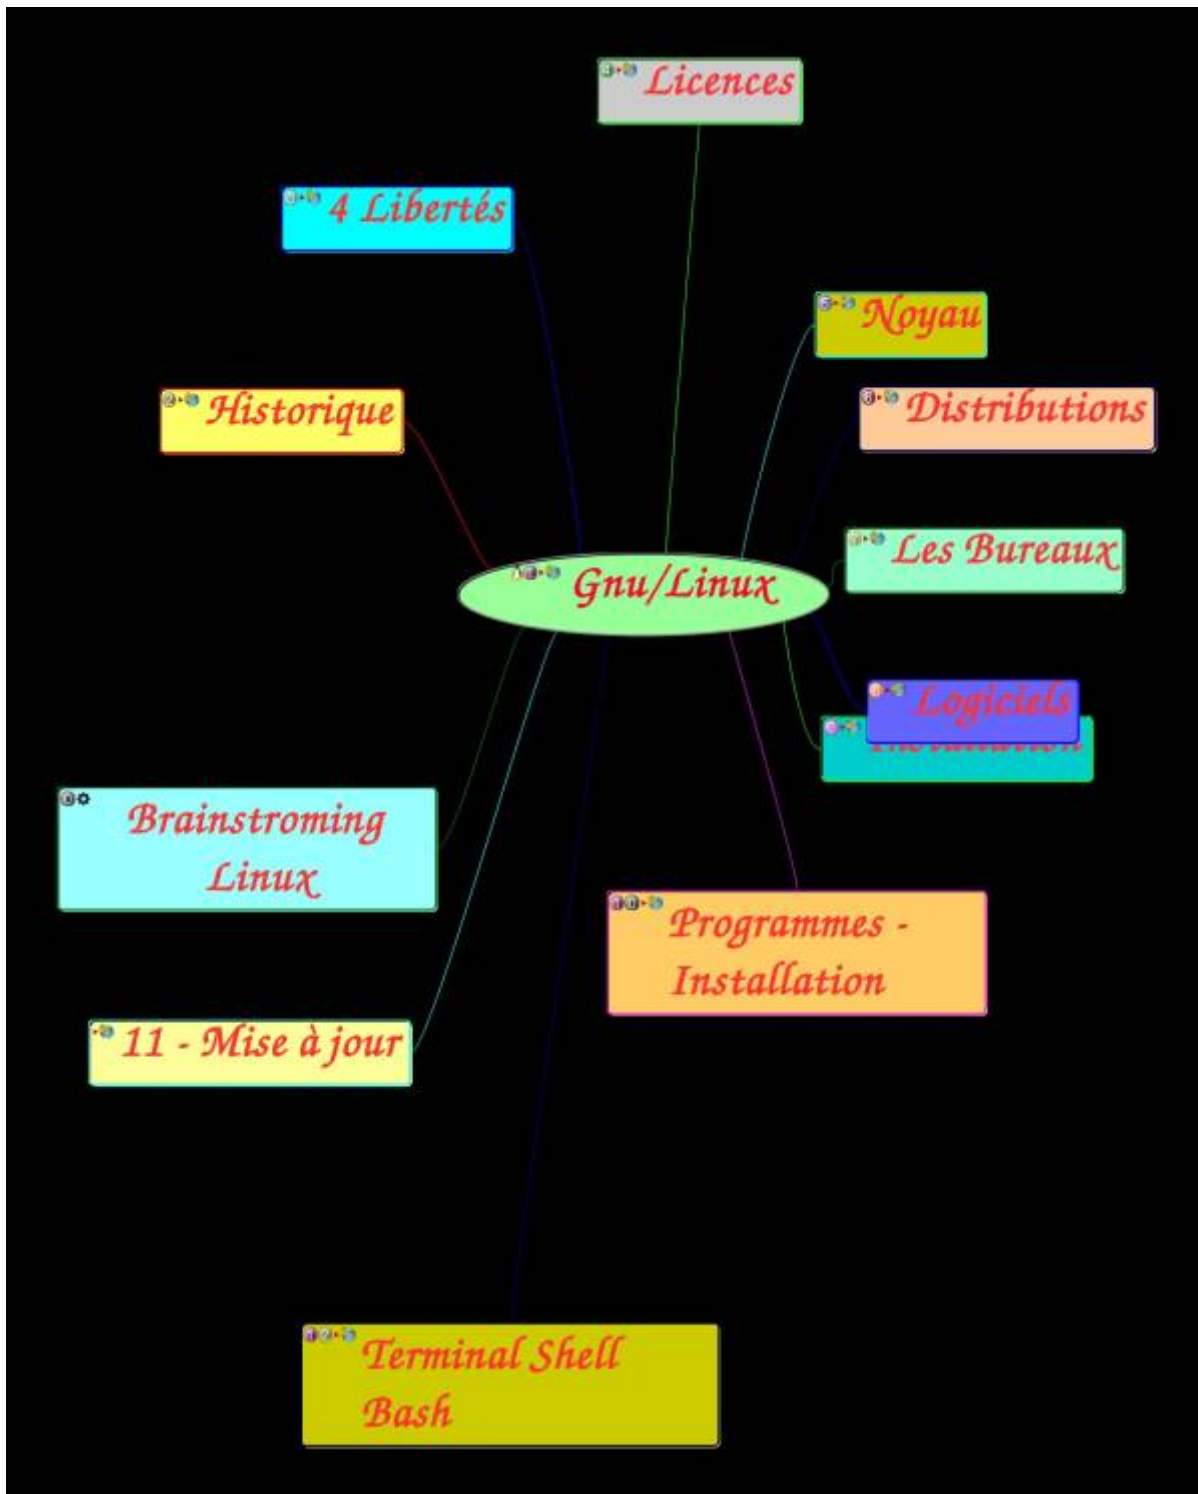 Licences
4 Libertés
Noyau
Historique
Distributions
Les Bureaux
Gnu/Linux
Logiciels
Installation
Brainstroming
Linux
Programmes -
Installation
11 - Mise à jour
Terminal Shell
Bash